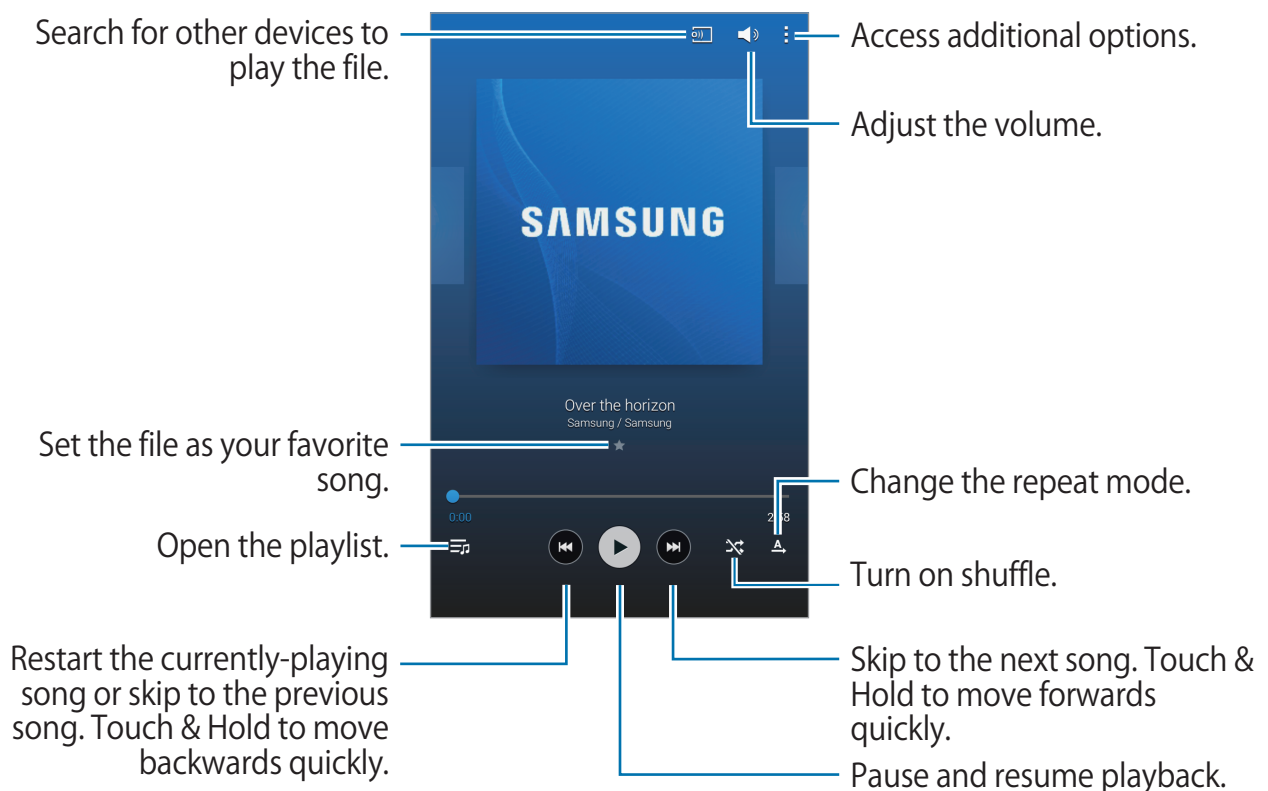 Search for other devices to
play the file.
Access additional options.
Adjust the volume.
SAMSUNG
Over the horizon
Samsung / Samsung
Set the file as your favorite
song.
Change the repeat mode.
0:00
2:58
Open the playlist.
A
Turn on shuffle.
Restart the currently-playing
song or skip to the previous
song. Touch & Hold to move
backwards quickly.
Skip to the next song. Touch &
Hold to move forwards
quickly.
Pause and resume playback.